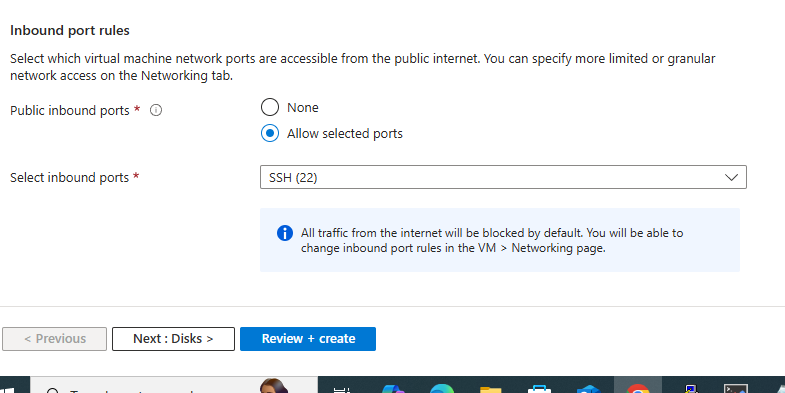 Inbound port rules
Select which virtual machine network ports are accessible from the public internet. You can specify more limited or granular
network access on the Networking tab.
Public inbound ports *
None
Allow selected ports
Select inbound ports *
SSH (22)
All traffic from the internet will be blocked by default. You will be able to
change inbound port rules in the VM > Networking page.
< Previous
Next : Disks >
Review + create